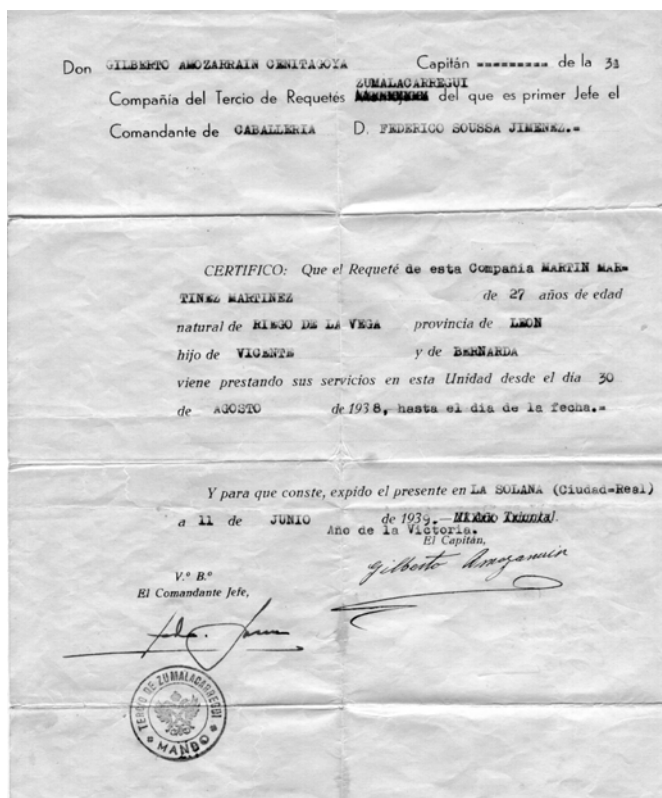 Don GILBERTO AMOZARRAIN CENITAGOYA Capitán ========= de la 3ª
ZUMALACARREGUI
Compañía del Tercio de Requetés del que es primer Jefe el
Comandante de CABALLERIA D. FEDERICO SOUSSA JIMENEZ.=
CERTIFICO: Que el Requeté de esta Compañia MARTIN MAR=
TINEZ MARTINEZ de 27 años de edad
natural de RIEGO DE LA VEGA provincia de LEON
hijo de VICENTE y de BERNARDA
viene prestando sus servicios en esta Unidad desde el día 30
de AGOSTO de 1938, hasta el dia de la fecha.=
Y para que conste, expido el presente en LA SOLANA (Ciudad=Real)
a 11 de JUNIO de 1939.— Triunfal.
Año de la Victoria.
El Capitán,
Gilberto Amozarrain
V.º B.º
El Comandante Jefe,
TERCIO DE ZUMALACARREGUI
MANDO